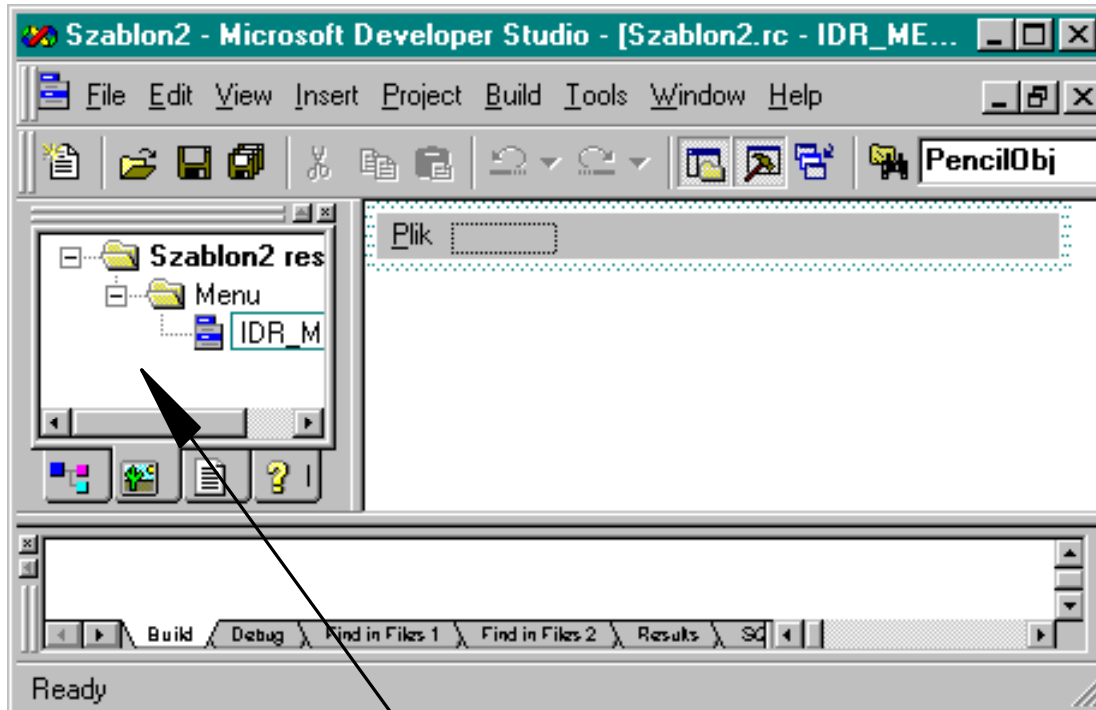 Szablon2 - Microsoft Developer Studio - [Szablon2.rc - IDR_ME...
File Edit View Insert Project Build Tools Window Help
PencilObj
Plik
Szablon2 res
Menu
IDR_M
Build Debug Find in Files 1 Find in Files 2 Results SQ
Ready